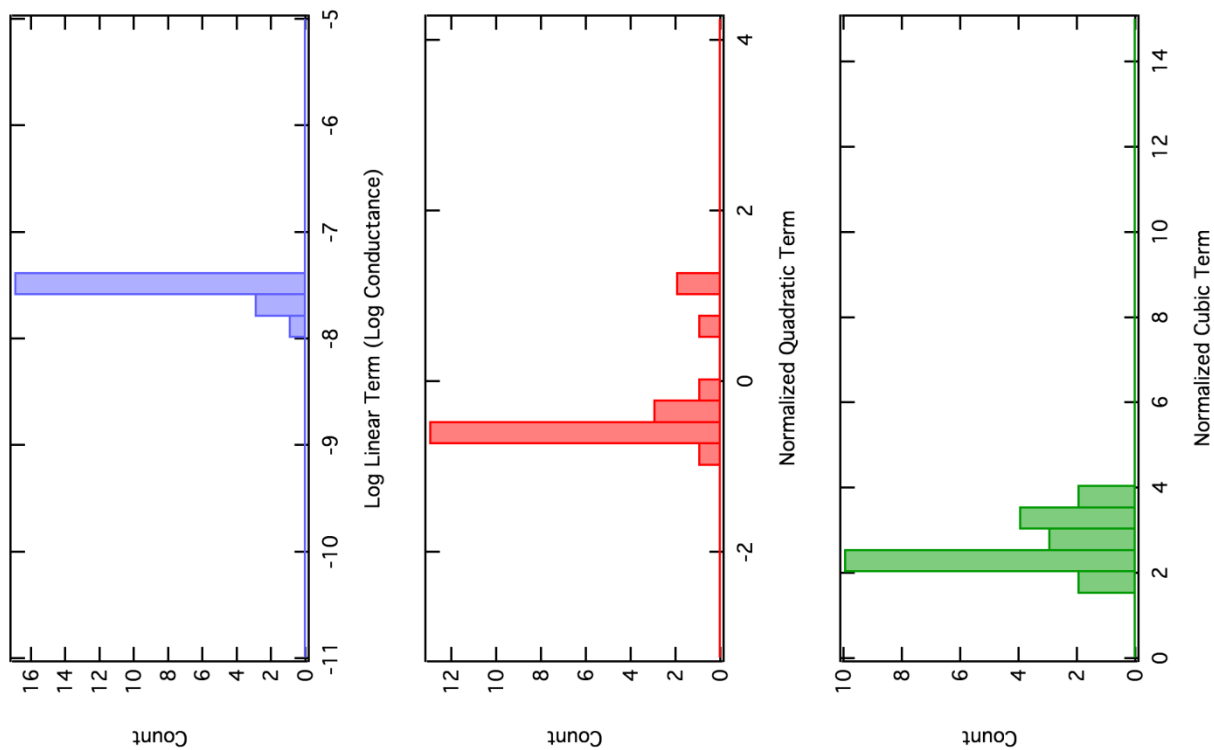 Count
16
14
12
10
8
6
4
2
0
-11 -10 -9 -8 -7 -6 -5
Log Linear Term (Log Conductance)
Count
12
10
8
6
4
2
0
-2 0 2 4
Normalized Quadratic Term
Count
10
8
6
4
2
0
0 2 4 6 8 10 12 14
Normalized Cubic Term